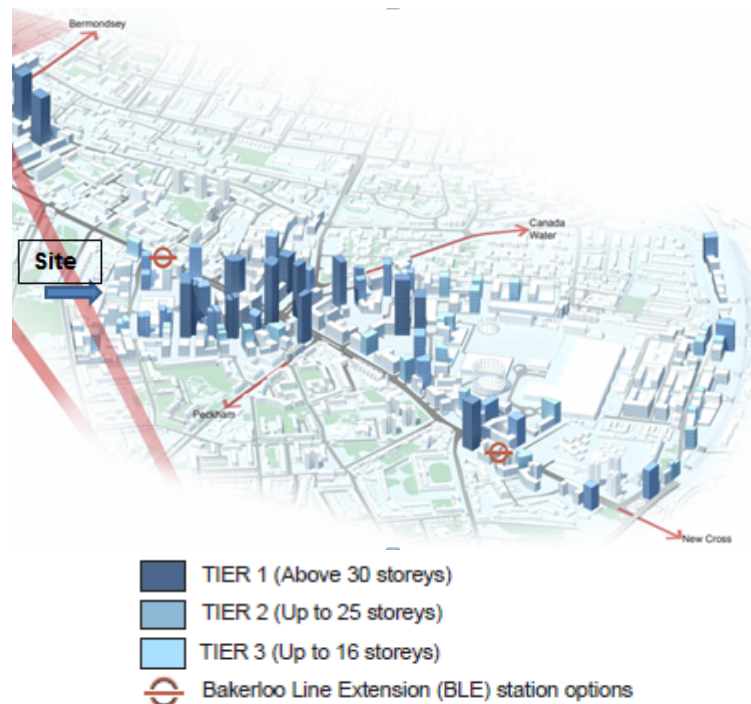 Bermondsey
Canada
Water
Site
Peckham
New Cross
TIER 1 (Above 30 storeys)
TIER 2 (Up to 25 storeys)
TIER 3 (Up to 16 storeys)
Bakerloo Line Extension (BLE) station options